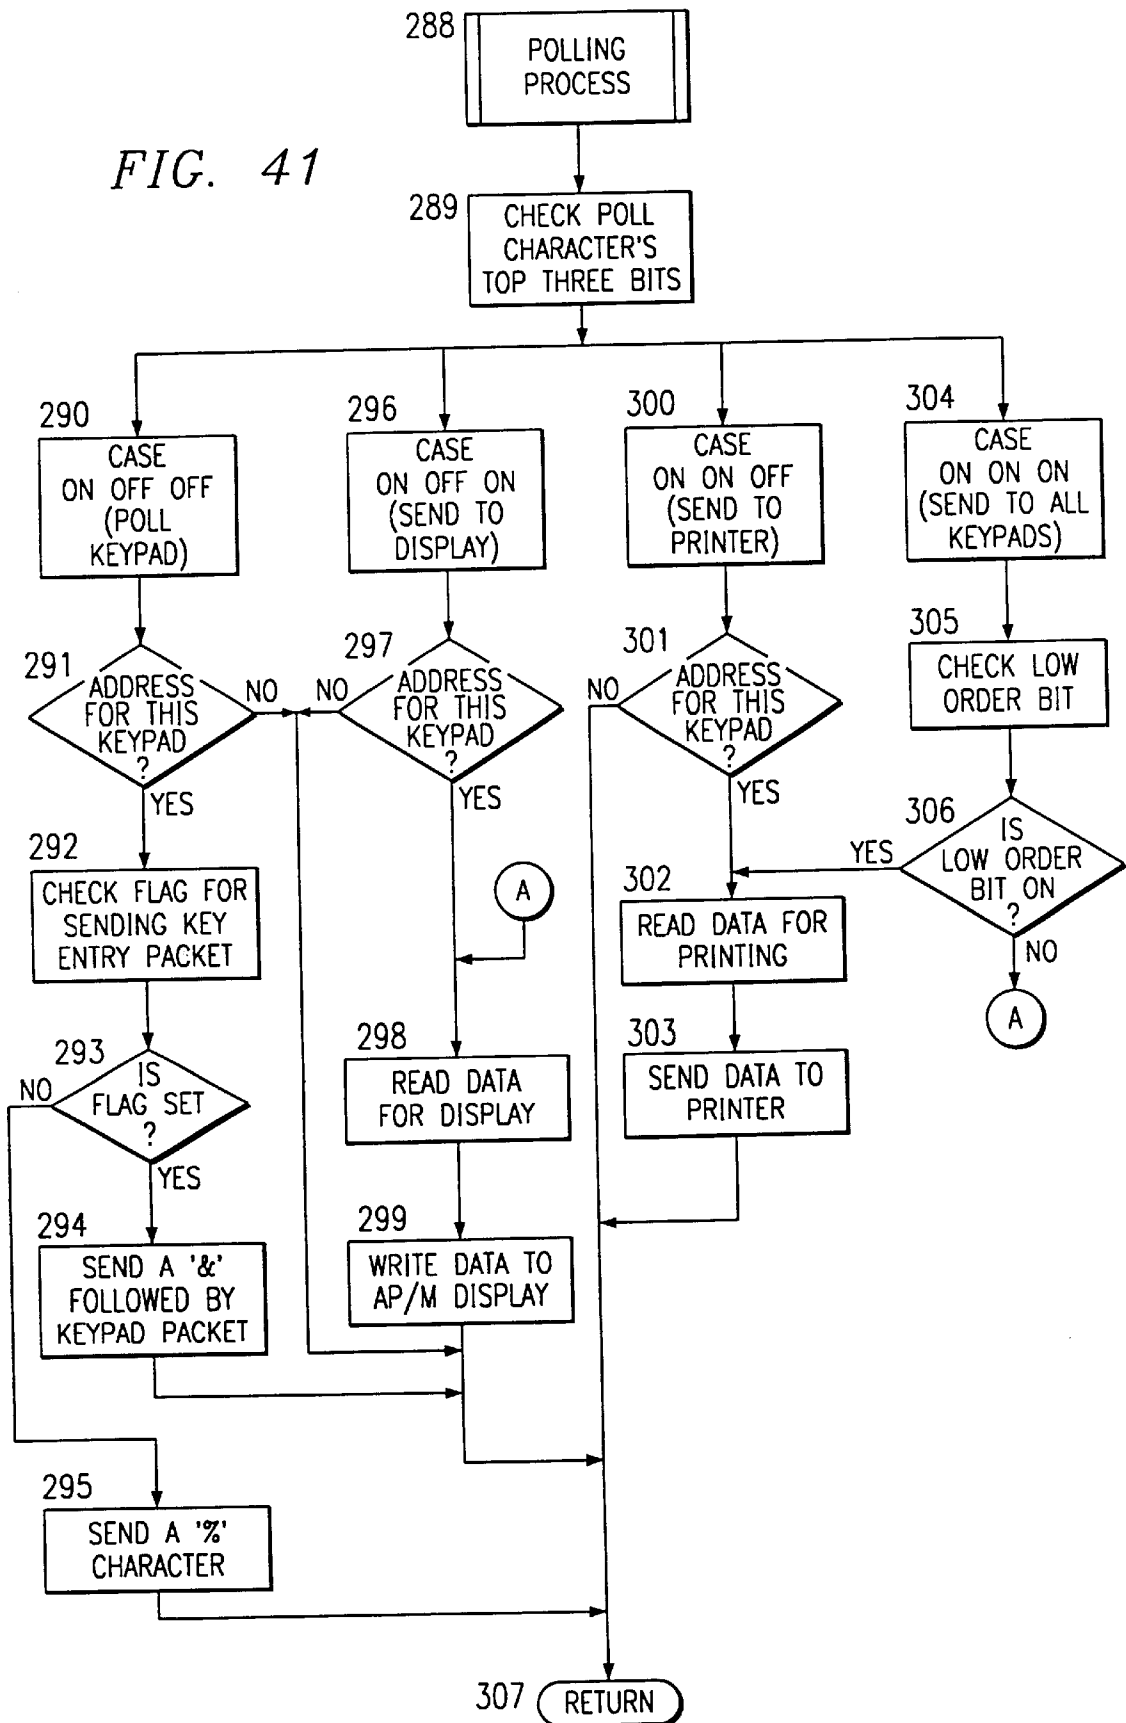 288
POLLING
PROCESS
FIG. 41
289
CHECK POLL
CHARACTER'S
TOP THREE BITS
290
CASE
ON OFF OFF
(POLL
KEYPAD)
291
ADDRESS
FOR THIS
KEYPAD
?
NO
YES
292
CHECK FLAG FOR
SENDING KEY
ENTRY PACKET
293
IS
FLAG SET
?
NO
YES
294
SEND A '&'
FOLLOWED BY
KEYPAD PACKET
295
SEND A '%'
CHARACTER
296
CASE
ON OFF ON
(SEND TO
DISPLAY)
297
ADDRESS
FOR THIS
KEYPAD
?
NO
YES
A
298
READ DATA
FOR DISPLAY
299
WRITE DATA TO
AP/M DISPLAY
300
CASE
ON ON OFF
(SEND TO
PRINTER)
301
ADDRESS
FOR THIS
KEYPAD
?
NO
YES
302
READ DATA FOR
PRINTING
303
SEND DATA TO
PRINTER
304
CASE
ON ON ON
(SEND TO ALL
KEYPADS)
305
CHECK LOW
ORDER BIT
306
IS
LOW ORDER
BIT ON
?
YES
NO
A
307
RETURN